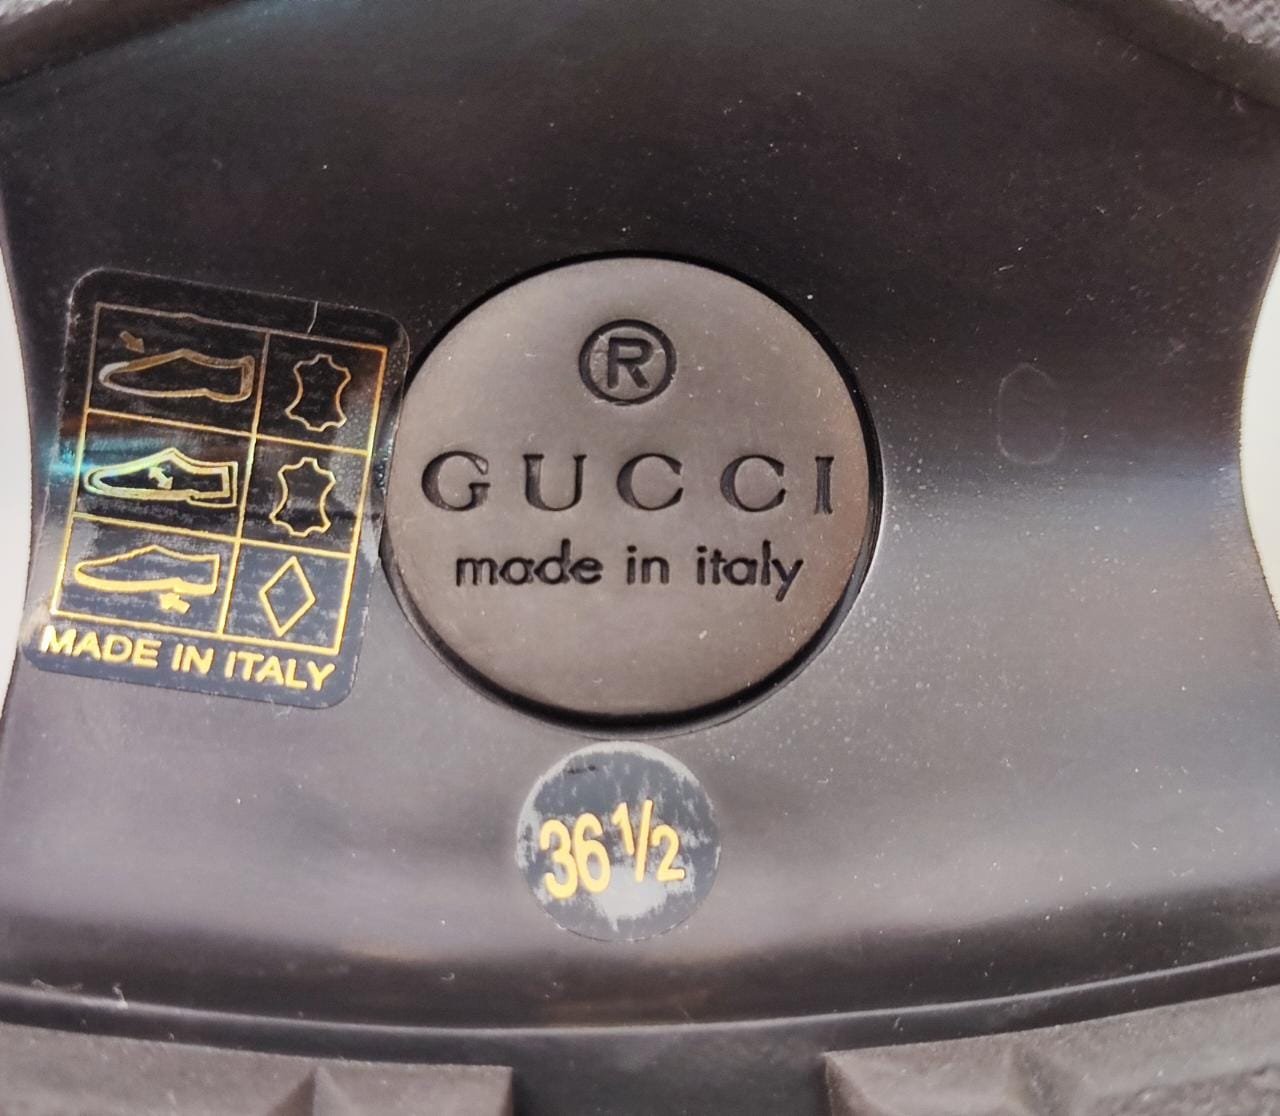 ®
GUCCI
made in italy
MADE IN ITALY
36 1/2